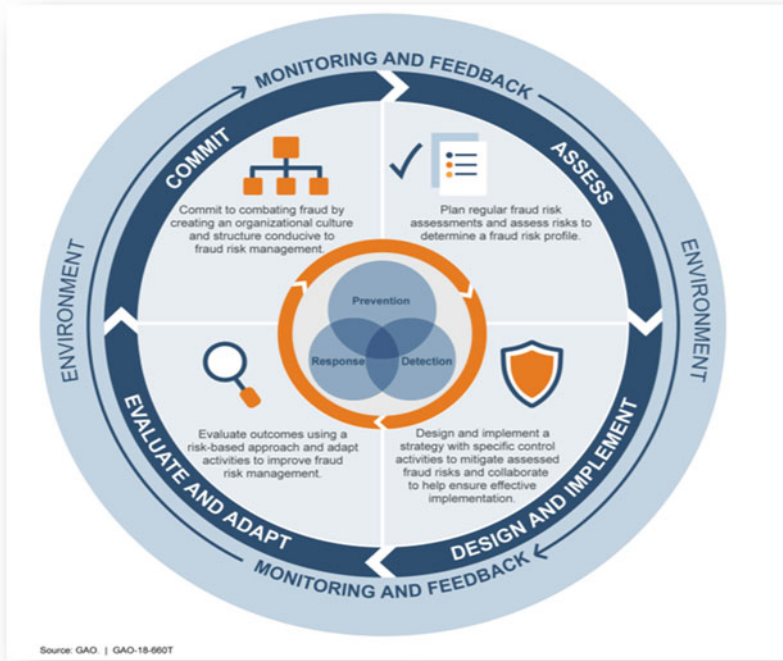 MONITORING AND FEEDBACK
COMMIT
ASSESS
Commit to combating fraud by
creating an organizational culture
and structure conducive to
fraud risk management.
Plan regular fraud risk
assessments and assess risks to
determine a fraud risk profile.
ENVIRONMENT
ENVIRONMENT
Prevention
Response
Detection
Evaluate outcomes using a
risk-based approach and adapt
activities to improve fraud
risk management.
Design and implement a
strategy with specific control
activities to mitigate assessed
fraud risks and collaborate
to help ensure effective
implementation.
EVALUATE AND ADAPT
DESIGN AND IMPLEMENT
MONITORING AND FEEDBACK
Source: GAO. | GAO-18-660T